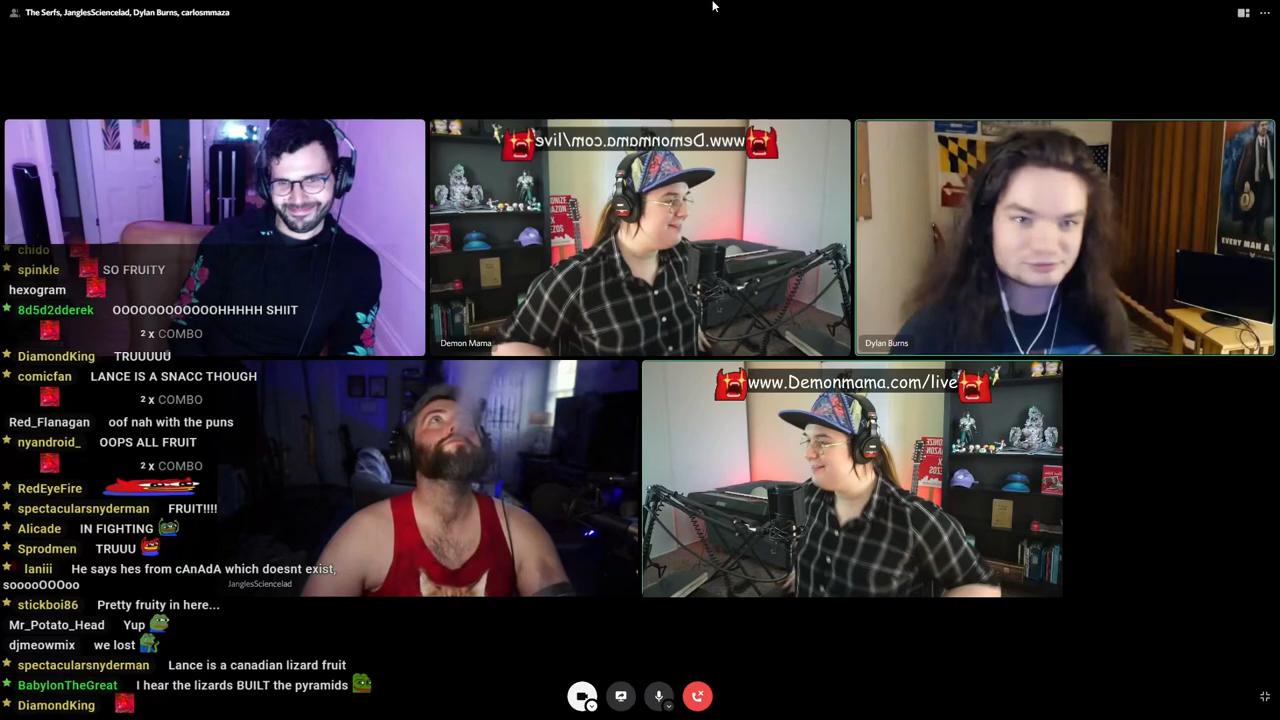 The Serfs, JanglesSciencelad, Dylan Burns, carlosmmaza
www.Demonmama.com/live
EVERY MAN
Demon Mama
Dylan Burns
www.Demonmama.com/live
JanglesSciencelad
chido
spinkle SO FRUITY
hexogram
8d5d2dderek OOOOOOOOOOOOHHHHH SHIIT
2 x COMBO
DiamondKing TRUUUUU
comicfan LANCE IS A SNACC THOUGH
2 x COMBO
Red_Flanagan oof nah with the puns
nyandroid_ OOPS ALL FRUIT
2 x COMBO
RedEyeFire
spectacularsnyderman FRUIT!!!!
Alicade IN FIGHTING
Sprodmen TRUUU
laniii He says hes from cAnAdA which doesnt exist,
sooooOOOoo
stickboi86 Pretty fruity in here...
Mr_Potato_Head Yup
djmeowmix we lost
spectacularsnyderman Lance is a canadian lizard fruit
BabylonTheGreat I hear the lizards BUILT the pyramids
DiamondKing